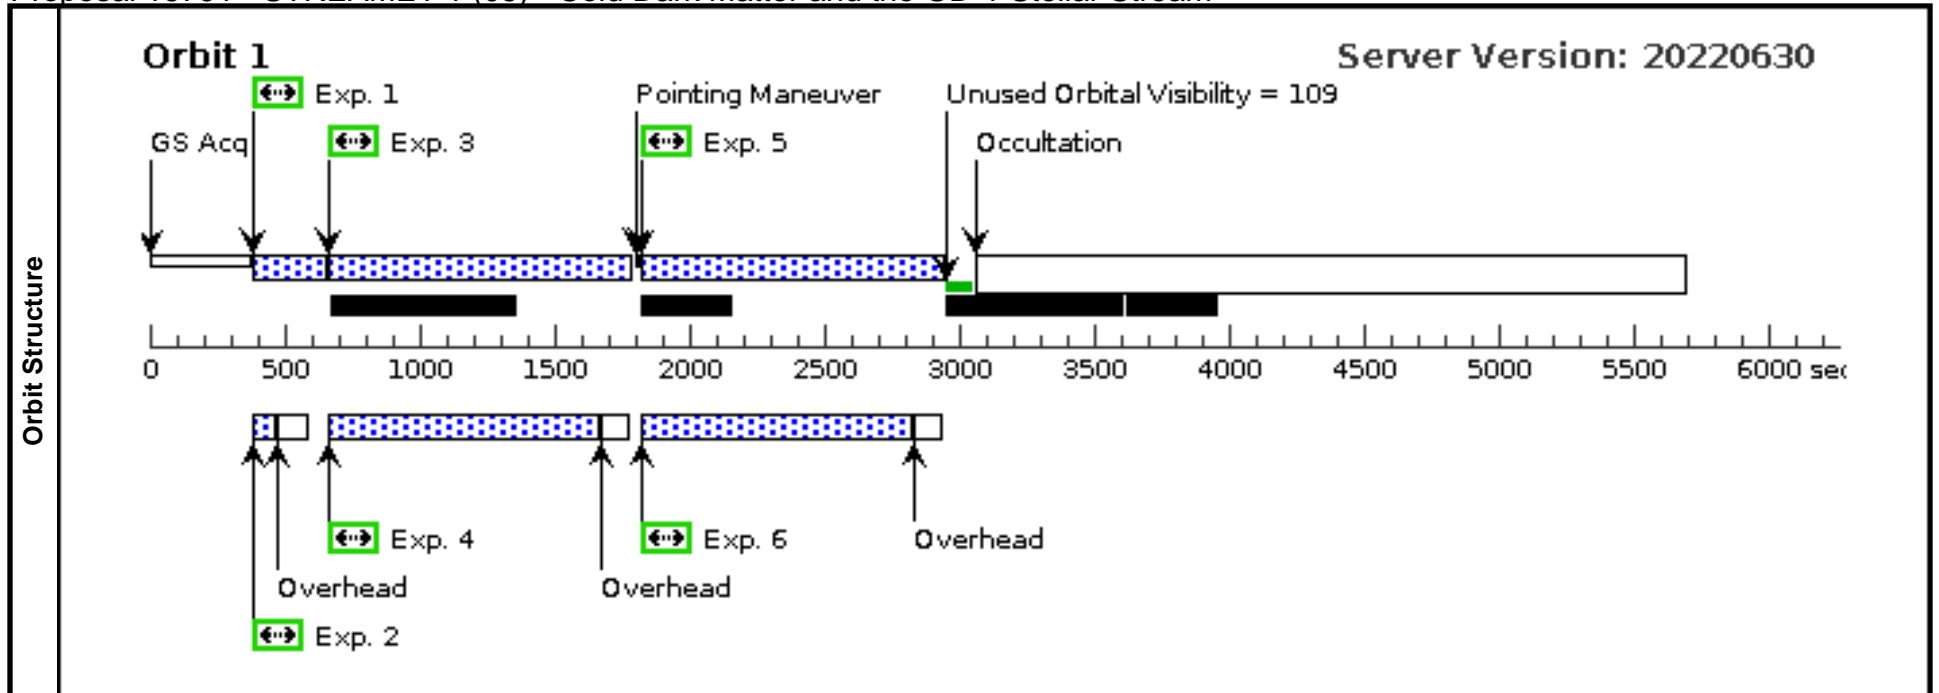 Orbit 1
Server Version: 20220630
Exp. 1
Pointing Maneuver
Unused Orbital Visibility = 109
GS Acq
Exp. 3
Exp. 5
Occultation
Orbit Structure
0 500 1000 1500 2000 2500 3000 3500 4000 4500 5000 5500 6000 sec
Exp. 4
Exp. 6
Overhead
Overhead
Overhead
Exp. 2